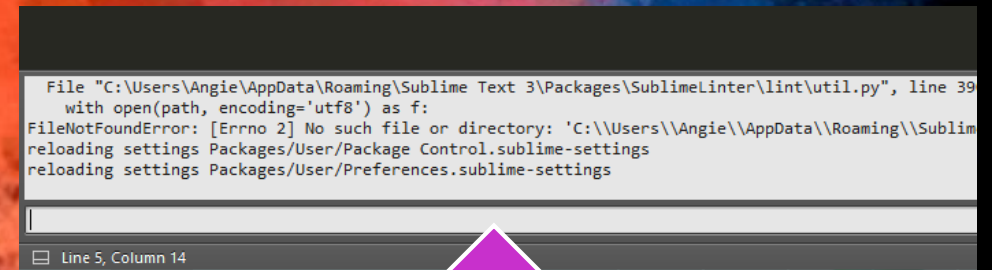 File "C:\Users\Angie\AppData\Roaming\Sublime Text 3\Packages\SublimeLinter\lint\util.py", line 39
with open(path, encoding='utf8') as f:
FileNotFoundError: [Errno 2] No such file or directory: 'C:\\Users\\Angie\\AppData\\Roaming\\Sublim
reloading settings Packages/User/Package Control.sublime-settings
reloading settings Packages/User/Preferences.sublime-settings
Line 5, Column 14